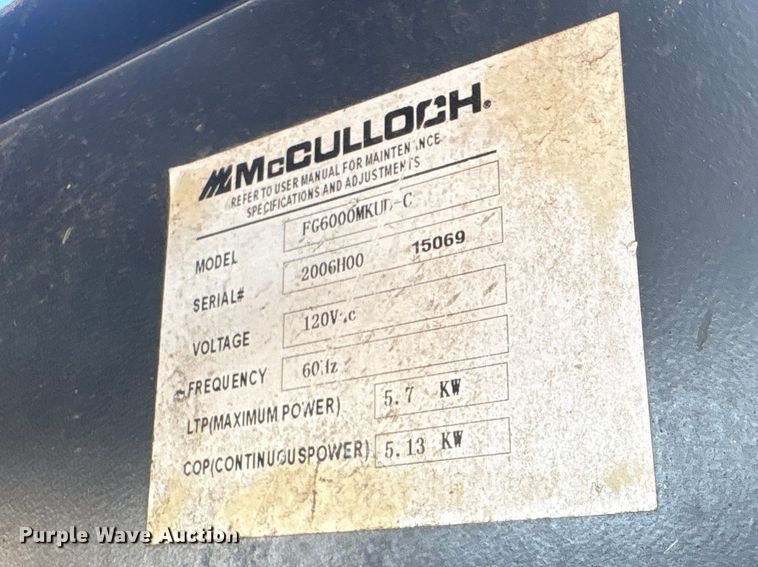 McCULLOCH®
REFER TO USER MANUAL FOR MAINTENANCE
SPECIFICATIONS AND ADJUSTMENTS
MODEL
SERIAL# 2006H00 15069
VOLTAGE 120V
FREQUENCY 60Hz
LTP(MAXIMUM POWER) 5.7 KW
COP(CONTINUOUSPOWER) 5.13 KW
Purple Wave Auction